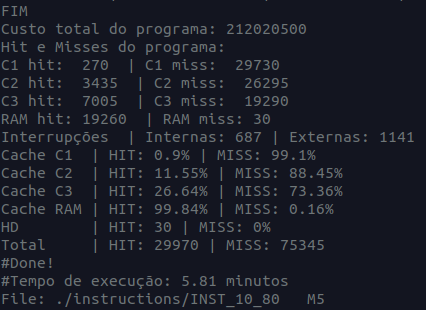 FIM
Custo total do programa: 212020500
Hit e Misses do programa:
C1 hit:  270  | C1 miss:  29730
C2 hit:  3435  | C2 miss:  26295
C3 hit:  7005  | C3 miss:  19290
RAM hit: 19260  | RAM miss: 30
Interrupções  | Internas: 687 | Externas: 1141
Cache C1  | HIT: 0.9% | MISS: 99.1%
Cache C2  | HIT: 11.55% | MISS: 88.45%
Cache C3  | HIT: 26.64% | MISS: 73.36%
Cache RAM | HIT: 99.84% | MISS: 0.16%
HD        | HIT: 30 | MISS: 0%
Total     | HIT: 29970 | MISS: 75345
#Done!
#Tempo de execução: 5.81 minutos
File: ./instructions/INST_10_80   M5